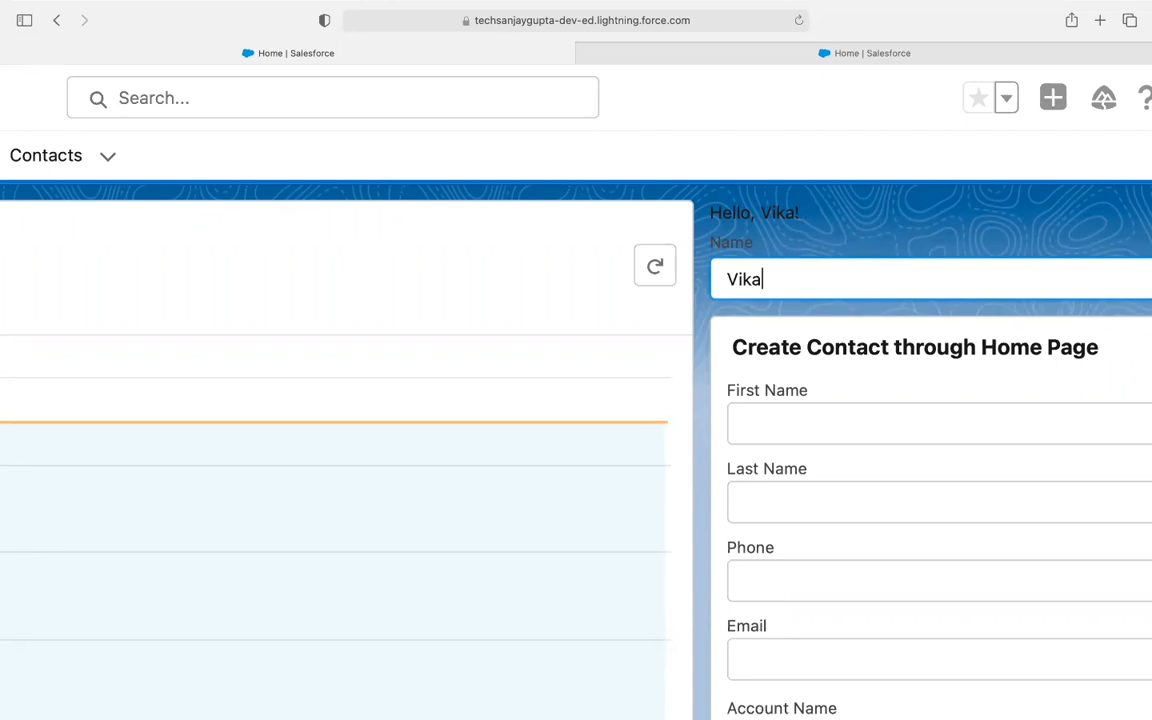 techsanjaygupta-dev-ed.lightning.force.com
Home | Salesforce
Home | Salesforce
Search...
Contacts
Hello, Vika!
Name
Vika
Create Contact through Home Page
First Name
Last Name
Phone
Email
Account Name